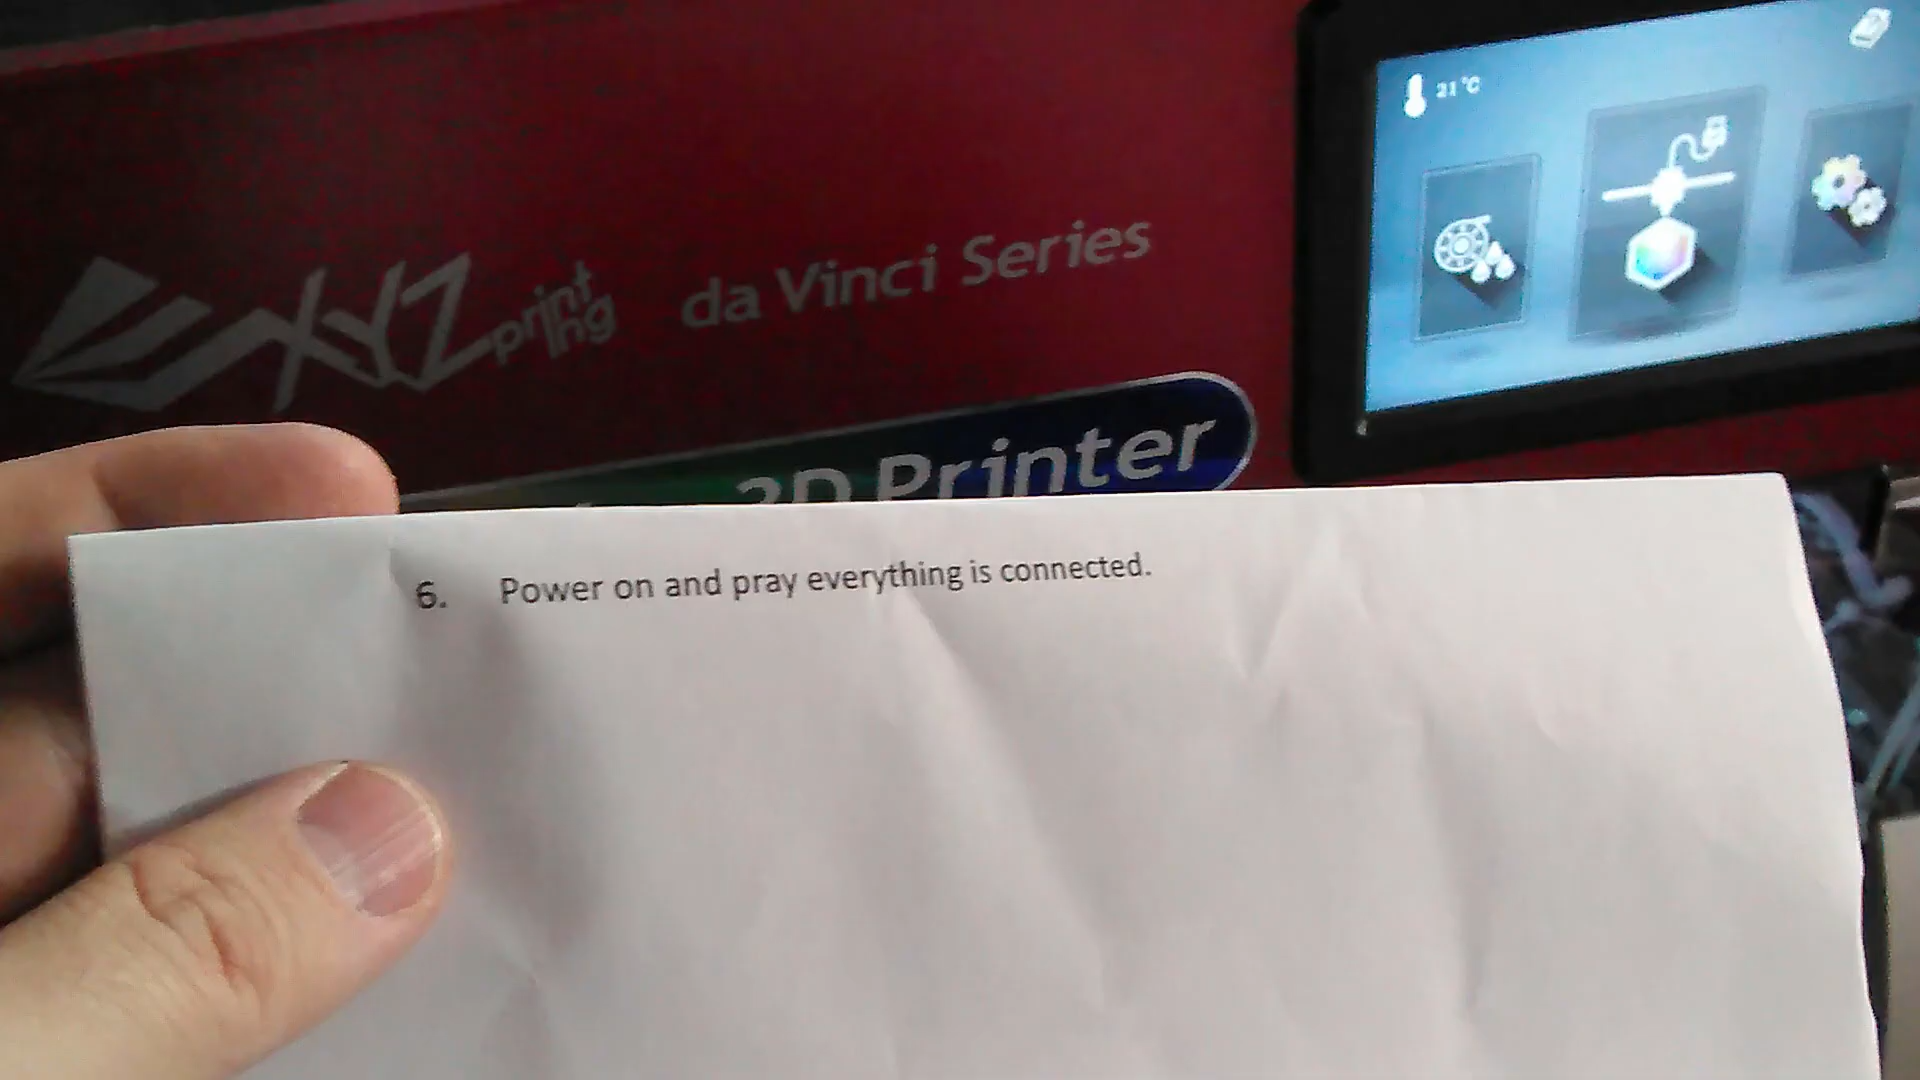 21°C
XYZprinting da Vinci Series
3D Printer
6. Power on and pray everything is connected.